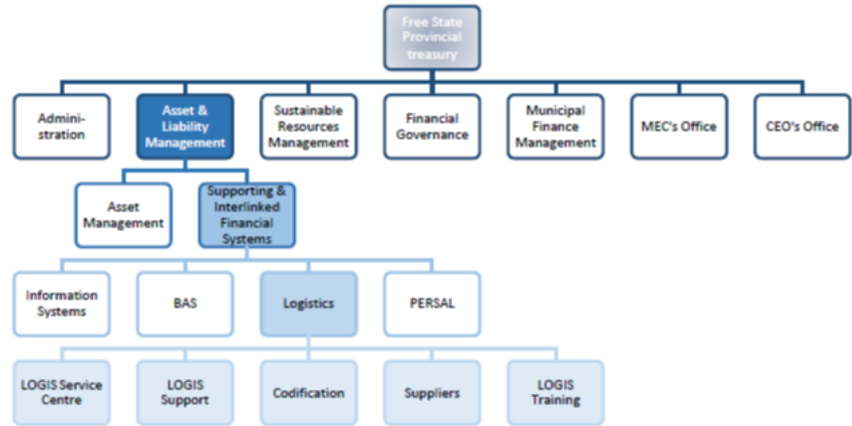 Free State
Provincial
treasury
Admini-
stration
Asset &
Liability
Management
Sustainable
Resources
Management
Financial
Governance
Municipal
Finance
Management
MEC's Office
CEO's Office
Asset
Management
Supporting &
Interlinked
Financial
Systems
Information
Systems
BAS
Logistics
PERSAL
LOGIS Service
Centre
LOGIS
Support
Codification
Suppliers
LOGIS
Training